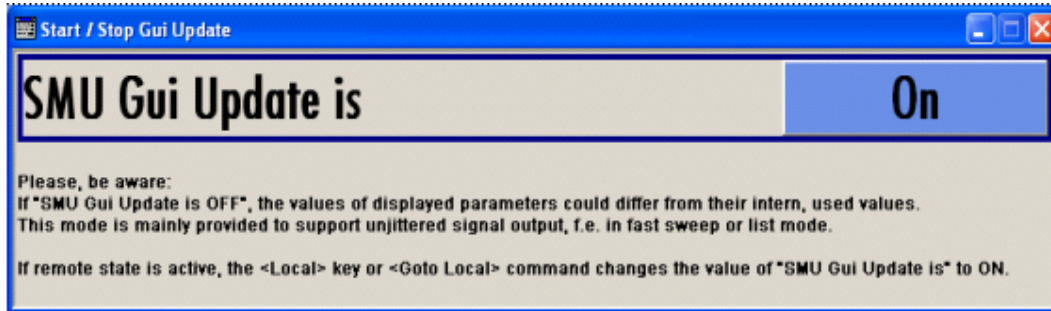 Start / Stop Gui Update
SMU Gui Update is On
Please, be aware:
If "SMU Gui Update is OFF", the values of displayed parameters could differ from their intern, used values.
This mode is mainly provided to support unjittered signal output, f.e. in fast sweep or list mode.
If remote state is active, the <Local> key or <Goto Local> command changes the value of "SMU Gui Update is" to ON.